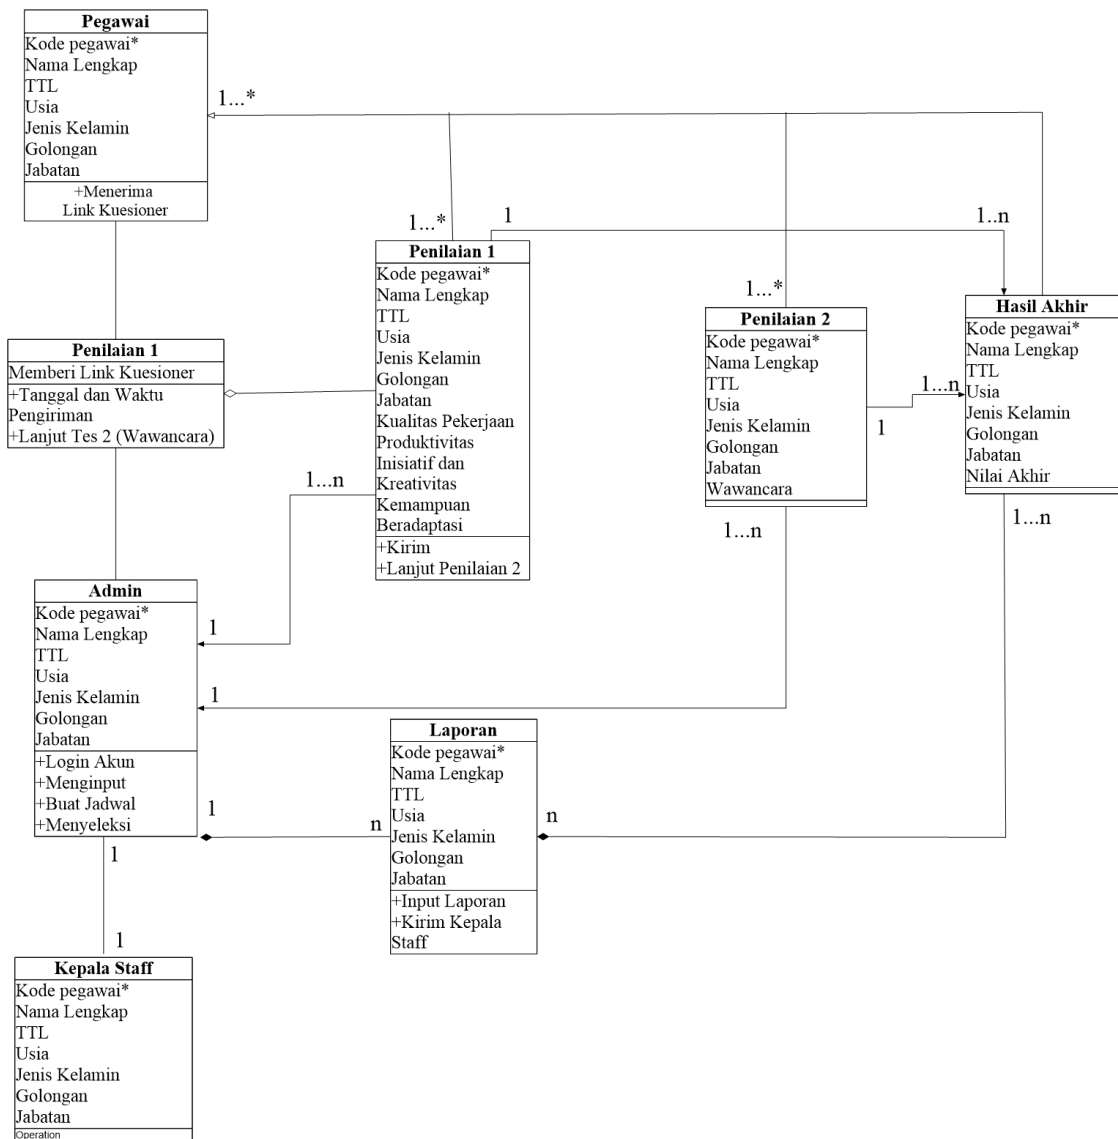 Pegawai
Kode pegawai*
Nama Lengkap
TTL
Usia
Jenis Kelamin
Golongan
Jabatan
+Menerima
Link Kuesioner
1...*
1...*
1
1..n
1...*
Penilaian 1
Kode pegawai*
Nama Lengkap
TTL
Usia
Jenis Kelamin
Golongan
Jabatan
Kualitas Pekerjaan
Produktivitas
Inisiatif dan
Kreativitas
Kemampuan
Beradaptasi
+Kirim
+Lanjut Penilaian 2
Penilaian 2
Kode pegawai*
Nama Lengkap
TTL
Usia
Jenis Kelamin
Golongan
Jabatan
Wawancara
1...n
1
1...n
Hasil Akhir
Kode pegawai*
Nama Lengkap
TTL
Usia
Jenis Kelamin
Golongan
Jabatan
Nilai Akhir
1...n
Penilaian 1
Memberi Link Kuesioner
+Tanggal dan Waktu
Pengiriman
+Lanjut Tes 2 (Wawancara)
1...n
1
1
Admin
Kode pegawai*
Nama Lengkap
TTL
Usia
Jenis Kelamin
Golongan
Jabatan
+Login Akun
+Menginput
+Buat Jadwal
+Menyeleksi
1
n
n
Laporan
Kode pegawai*
Nama Lengkap
TTL
Usia
Jenis Kelamin
Golongan
Jabatan
+Input Laporan
+Kirim Kepala
Staff
1
1
Kepala Staff
Kode pegawai*
Nama Lengkap
TTL
Usia
Jenis Kelamin
Golongan
Jabatan
Operation